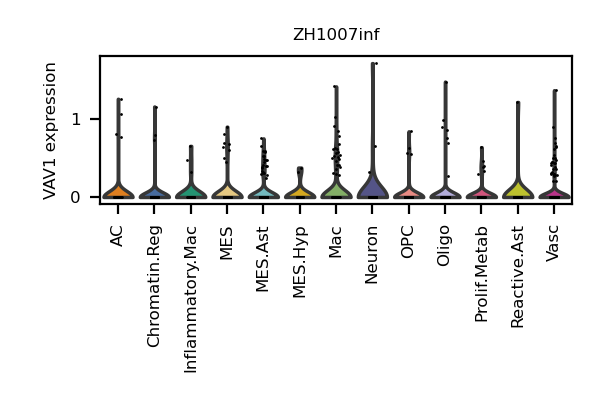 ZH1007inf
VAV1 expression
1
0
AC
Chromatin.Reg
Inflammatory.Mac
MES
MES.Ast
MES.Hyp
Mac
Neuron
OPC
Oligo
Prolif.Metab
Reactive.Ast
Vasc